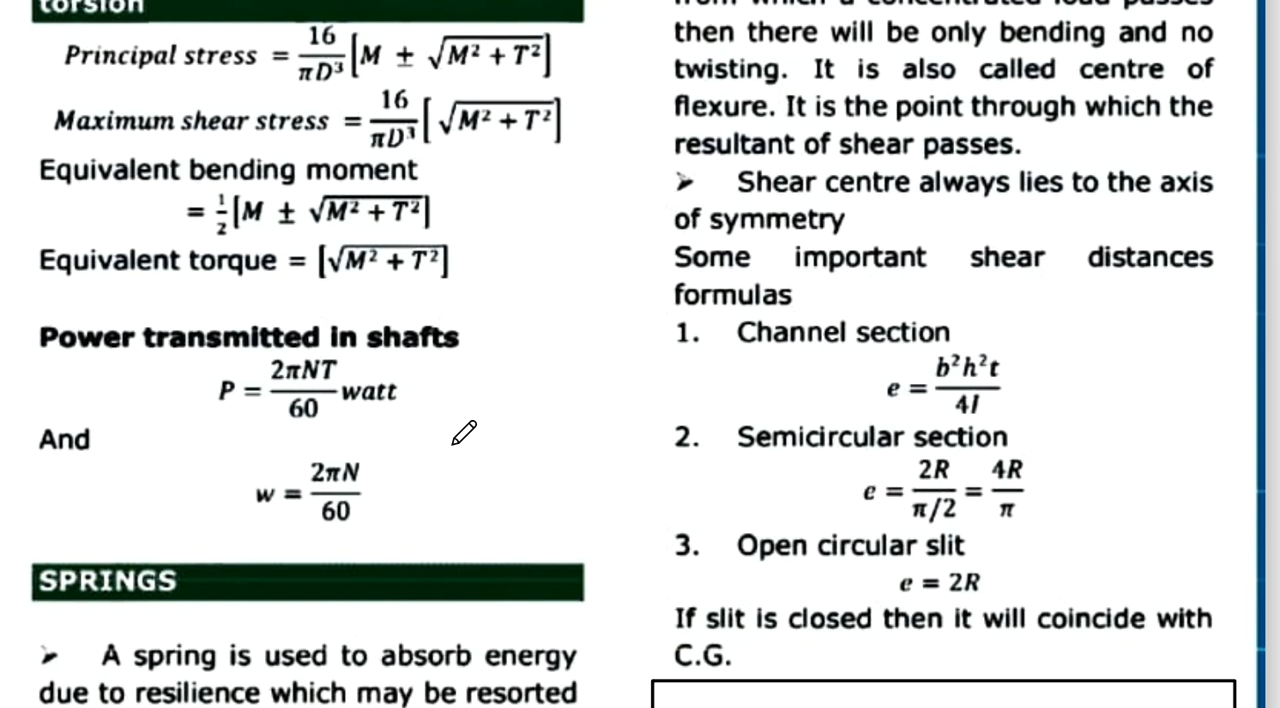 torsion
Principal stress = 16/πD³ [M ± √M² + T²]
Maximum shear stress = 16/πD³ [√M² + T²]
Equivalent bending moment
= ½[M ± √M² + T²]
Equivalent torque = [√M² + T²]
Power transmitted in shafts
P = 2πNT/60 watt
And
w = 2πN/60
SPRINGS
➢ A spring is used to absorb energy
due to resilience which may be resorted
from which a concentrated load passes
then there will be only bending and no
twisting. It is also called centre of
flexure. It is the point through which the
resultant of shear passes.
➢ Shear centre always lies to the axis
of symmetry
Some important shear distances
formulas
1. Channel section
e = b²h²t/4I
2. Semicircular section
e = 2R/π/2 = 4R/π
3. Open circular slit
e = 2R
If slit is closed then it will coincide with
C.G.